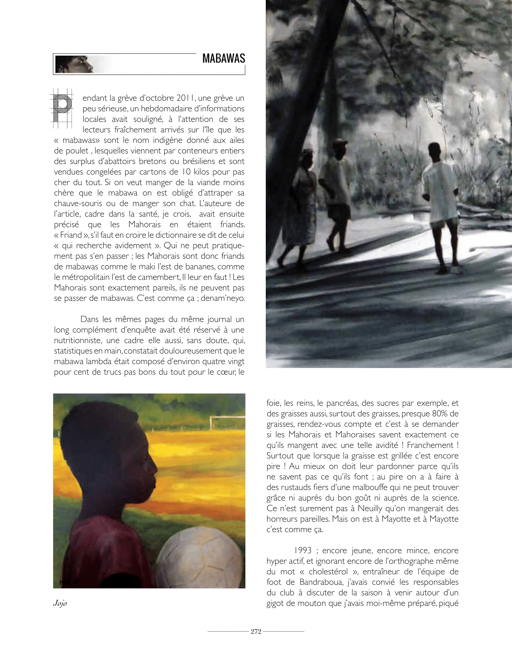 MABAWAS
Pendant la grève d'octobre 2011, une grève un
peu sérieuse, un hebdomadaire d'informations
locales avait souligné, à l'attention de ses
lecteurs fraîchement arrivés sur l'île que les
« mabawas» sont le nom indigène donné aux ailes
de poulet , lesquelles viennent par conteneurs entiers
des surplus d'abattoirs bretons ou brésiliens et sont
vendues congelées par cartons de 10 kilos pour pas
cher du tout. Si on veut manger de la viande moins
chère que le mabawa on est obligé d'attraper sa
chauve-souris ou de manger son chat. L'auteure de
l'article, cadre dans la santé, je crois, avait ensuite
précisé que les Mahorais en étaient friands.
« Friand », s'il faut en croire le dictionnaire se dit de celui
« qui recherche avidement ». Qui ne peut pratique-
ment pas s'en passer ; les Mahorais sont donc friands
de mabawas comme le maki l'est de bananes, comme
le métropolitain l'est de camembert, Il leur en faut ! Les
Mahorais sont exactement pareils, ils ne peuvent pas
se passer de mabawas. C'est comme ça ; denam'neyo.
Dans les mêmes pages du même journal un
long complément d'enquête avait été réservé à une
nutritionniste, une cadre elle aussi, sans doute, qui,
statistiques en main, constatait douloureusement que le
mabawa lambda était composé d'environ quatre vingt
pour cent de trucs pas bons du tout pour le cœur, le
foie, les reins, le pancréas, des sucres par exemple, et
des graisses aussi, surtout des graisses, presque 80% de
graisses, rendez-vous compte et c'est à se demander
si les Mahorais et Mahoraises savent exactement ce
qu'ils mangent avec une telle avidité ! Franchement !
Surtout que lorsque la graisse est grillée c'est encore
pire ! Au mieux on doit leur pardonner parce qu'ils
ne savent pas ce qu'ils font ; au pire on a à faire à
des rustauds fiers d'une malbouffe qui ne peut trouver
grâce ni auprès du bon goût ni auprès de la science.
Ce n'est surement pas à Neuilly qu'on mangerait des
horreurs pareilles. Mais on est à Mayotte et à Mayotte
c'est comme ça.
1993 ; encore jeune, encore mince, encore
hyper actif, et ignorant encore de l'orthographe même
du mot « cholestérol », entraîneur de l'équipe de
foot de Bandraboua, j'avais convié les responsables
du club à discuter de la saison à venir autour d'un
gigot de mouton que j'avais moi-même préparé, piqué
Jojo
272